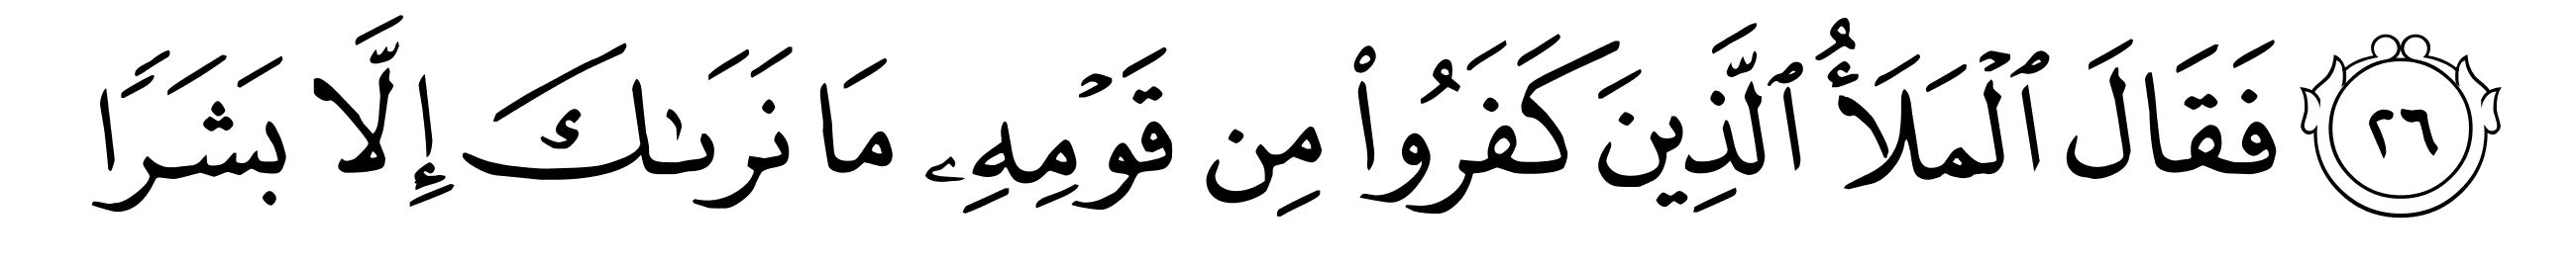 ٢٦ فَقَالَ ٱلْمَلَأُ ٱلَّذِينَ كَفَرُوا۟ مِن قَوْمِهِۦ مَا نَرَىٰكَ إِلَّا بَشَرًا